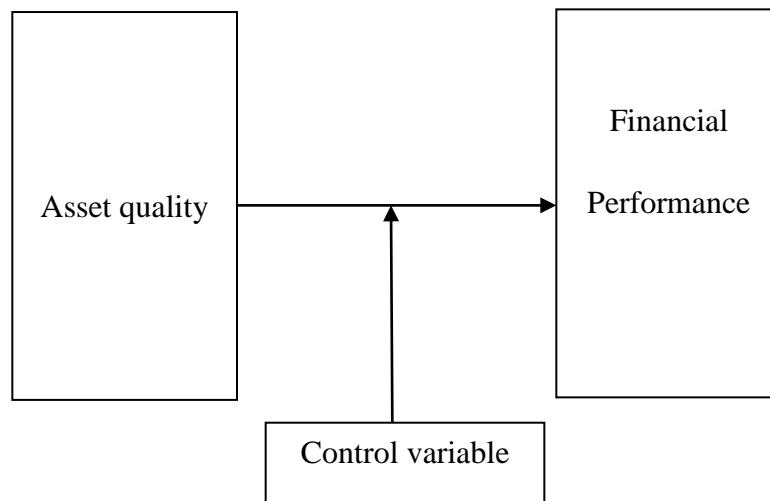 Financial
Performance
Asset quality
Control variable